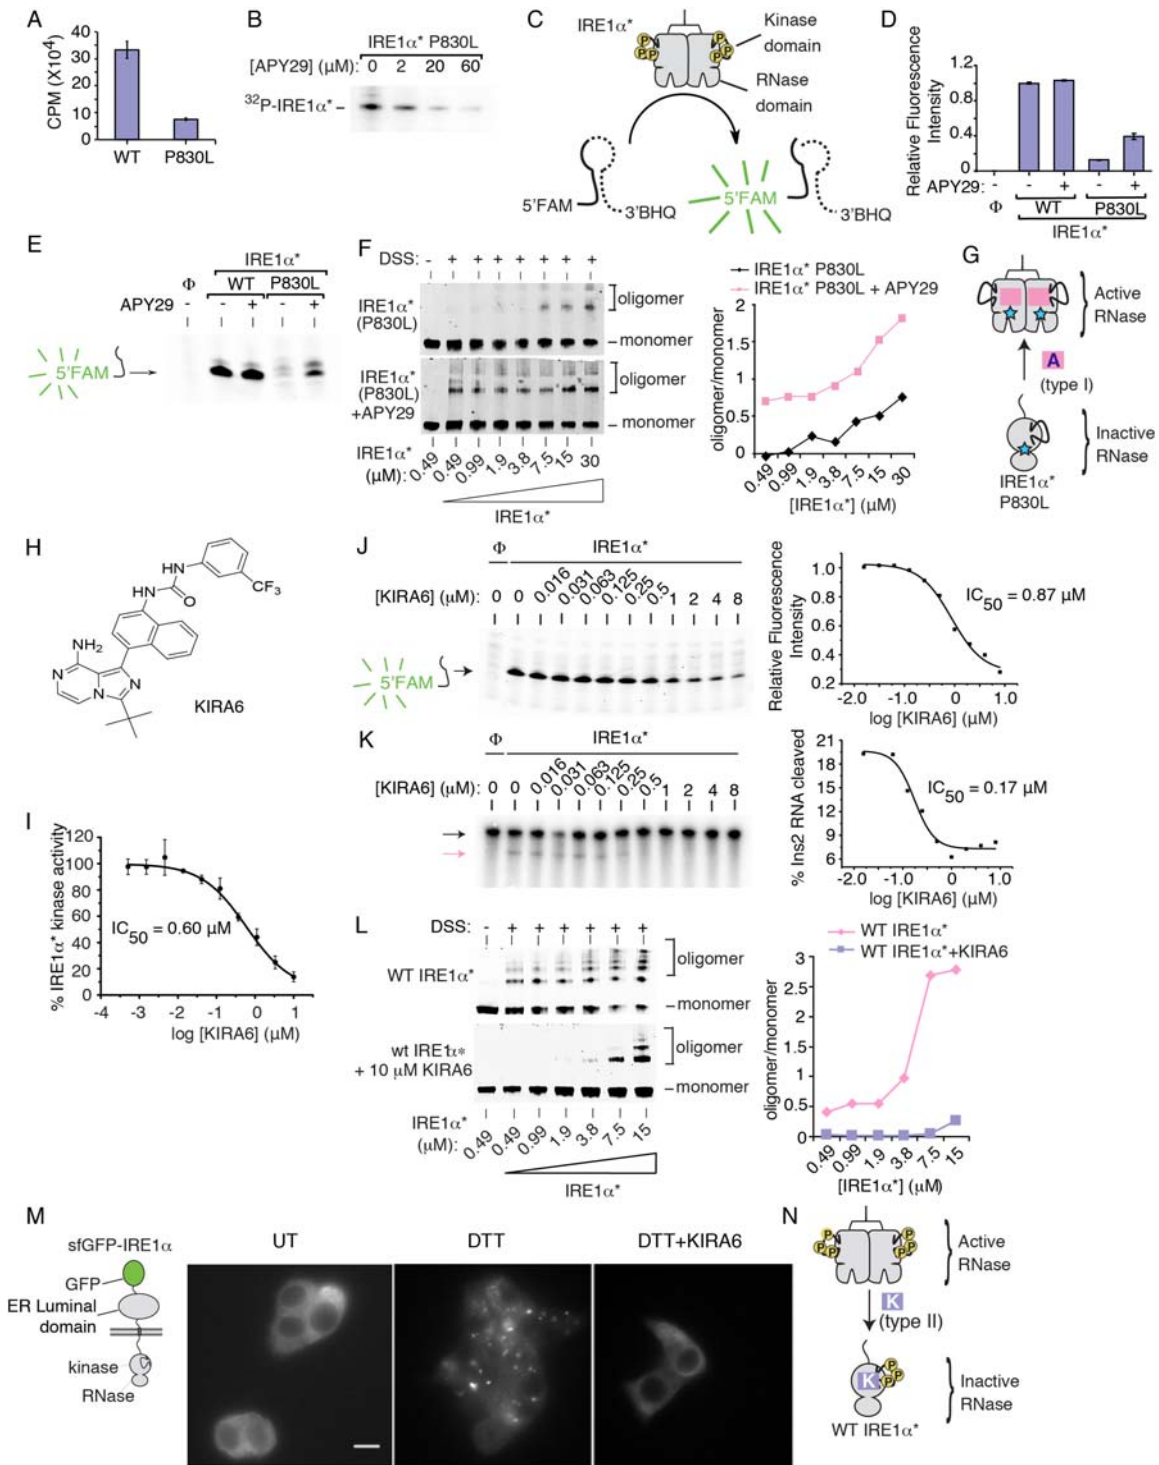 A
CPM (X10⁴)
40
30
20
10
0
WT
P830L
B
IRE1α* P830L
[APY29] (μM): 0 2 20 60
³²P-IRE1α* –
C
IRE1α*
P P P P P P
Kinase
domain
RNase
domain
5'FAM
3'BHQ
5'FAM
3'BHQ
D
Relative Fluorescence
Intensity
1.2
0.8
0.4
0
APY29: - - + - +
Φ WT P830L
IRE1α*
E
IRE1α*
Φ WT P830L
APY29 - - + - +
5'FAM
F
DSS: - + + + + + + +
IRE1α*
(P830L)
oligomer
monomer
IRE1α*
(P830L)
+APY29
oligomer
monomer
IRE1α*
(μM): 0.49 0.49 0.99 1.9 3.8 7.5 15 30
IRE1α*
IRE1α* P830L
IRE1α* P830L + APY29
oligomer/monomer
2
1.5
1
0.5
0
0.49 0.99 1.9 3.8 7.5 15 30
[IRE1α*] (μM)
G
Active
RNase
A
(type I)
Inactive
RNase
IRE1α*
P830L
H
CF₃
NH
NH
O
NH₂
N
N
N
KIRA6
I
% IRE1α* kinase activity
120
100
80
60
40
20
0
IC50 = 0.60 μM
-4 -3 -2 -1 0 1
log [KIRA6] (μM)
J
Φ IRE1α*
[KIRA6] (μM): 0 0 0.016 0.031 0.063 0.125 0.25 0.5 1 2 4 8
5'FAM
Relative Fluorescence
Intensity
1.0
0.8
0.6
0.4
0.2
IC50 = 0.87 μM
-2.0 -1.0 0 1.0
log [KIRA6] (μM)
K
Φ IRE1α*
[KIRA6] (μM): 0 0 0.016 0.031 0.063 0.125 0.25 0.5 1 2 4 8
% Ins2 RNA cleaved
21
18
15
12
9
6
IC50 = 0.17 μM
-2.0 -1.0 0 1.0
log [KIRA6] (μM)
L
DSS: - + + + + + +
WT IRE1α*
oligomer
monomer
wt IRE1α*
+ 10 μM KIRA6
oligomer
monomer
IRE1α*
(μM): 0.49 0.49 0.99 1.9 3.8 7.5 15
IRE1α*
WT IRE1α*
WT IRE1α*+KIRA6
oligomer/monomer
3
2.5
2
1.5
1
0.5
0
0.49 0.99 1.9 3.8 7.5 15
[IRE1α*] (μM)
M
sfGFP-IRE1α
GFP
ER Luminal
domain
kinase
RNase
UT
DTT
DTT+KIRA6
N
P P P P P P
Active
RNase
K
(type II)
K
P P P
Inactive
RNase
WT IRE1α*